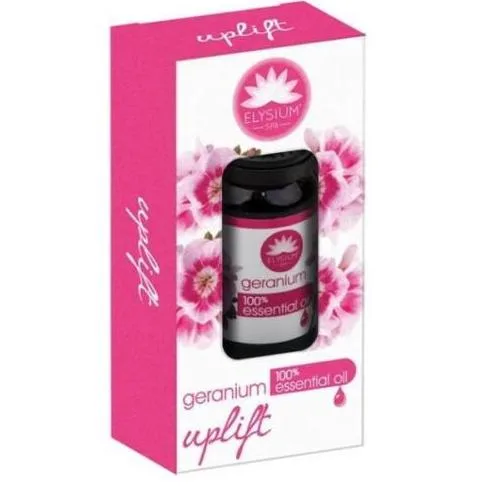 uplift
ELYSIUM
SPA
uplift
ELYSIUM
geranium
100%
essential oil
geranium
100%
essential oil
uplift